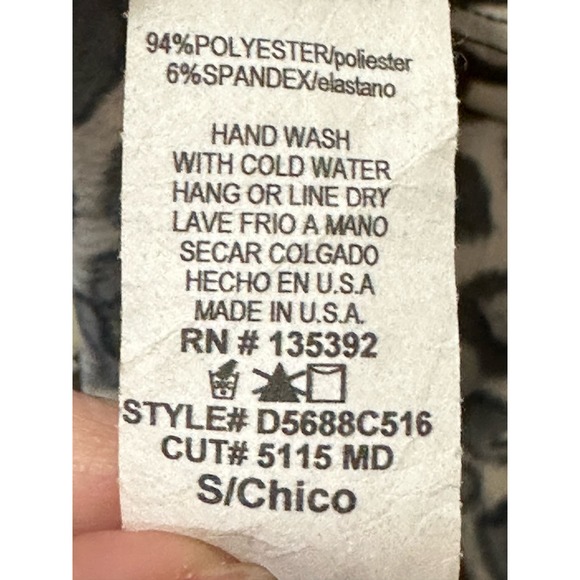 94%POLYESTER/poliester
6%SPANDEX/elastano
HAND WASH
WITH COLD WATER
HANG OR LINE DRY
LAVE FRIO A MANO
SECAR COLGADO
HECHO EN U.S.A
MADE IN U.S.A.
RN # 135392
STYLE# D5688C516
CUT# 5115 MD
S/Chico